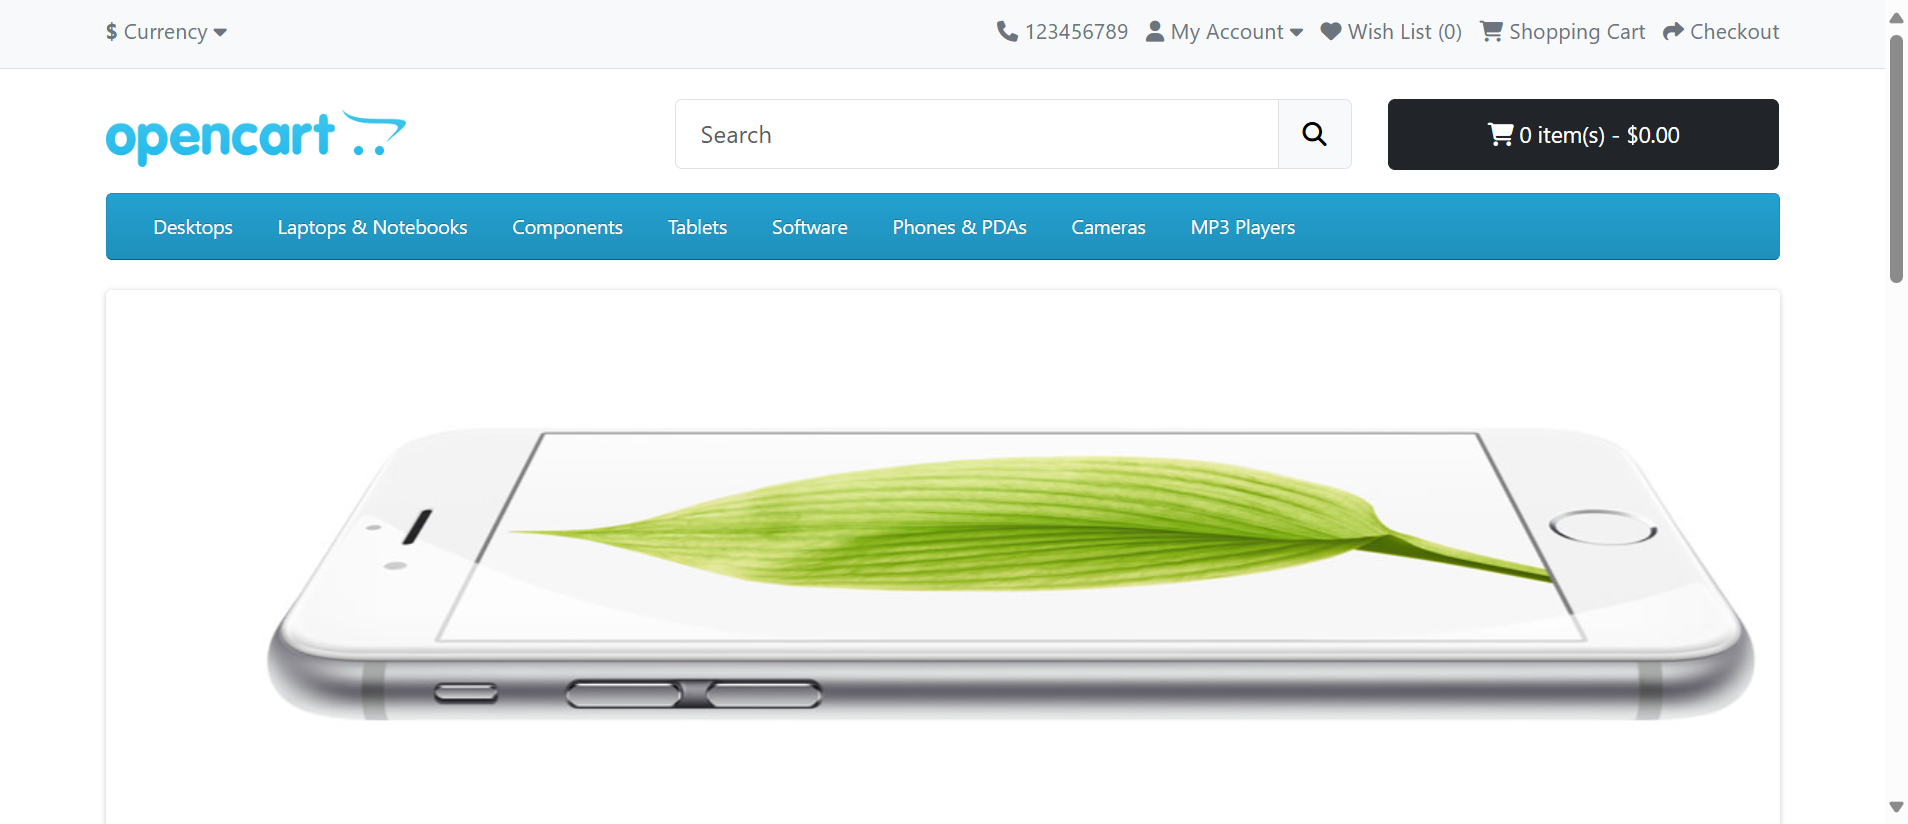 $ Currency 123456789 My Account Wish List (0) Shopping Cart Checkout
opencart Search 0 item(s) - $0.00
Desktops Laptops & Notebooks Components Tablets Software Phones & PDAs Cameras MP3 Players